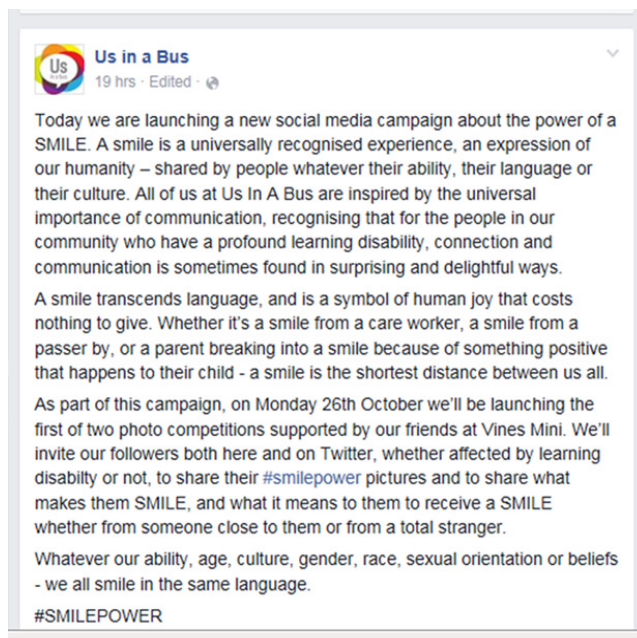 Us
Us in a Bus
19 hrs · Edited ·
Today we are launching a new social media campaign about the power of a
SMILE. A smile is a universally recognised experience, an expression of
our humanity – shared by people whatever their ability, their language or
their culture. All of us at Us In A Bus are inspired by the universal
importance of communication, recognising that for the people in our
community who have a profound learning disability, connection and
communication is sometimes found in surprising and delightful ways.
A smile transcends language, and is a symbol of human joy that costs
nothing to give. Whether it's a smile from a care worker, a smile from a
passer by, or a parent breaking into a smile because of something positive
that happens to their child - a smile is the shortest distance between us all.
As part of this campaign, on Monday 26th October we'll be launching the
first of two photo competitions supported by our friends at Vines Mini. We'll
invite our followers both here and on Twitter, whether affected by learning
disabilty or not, to share their #smilepower pictures and to share what
makes them SMILE, and what it means to them to receive a SMILE
whether from someone close to them or from a total stranger.
Whatever our ability, age, culture, gender, race, sexual orientation or beliefs
- we all smile in the same language.
#SMILEPOWER